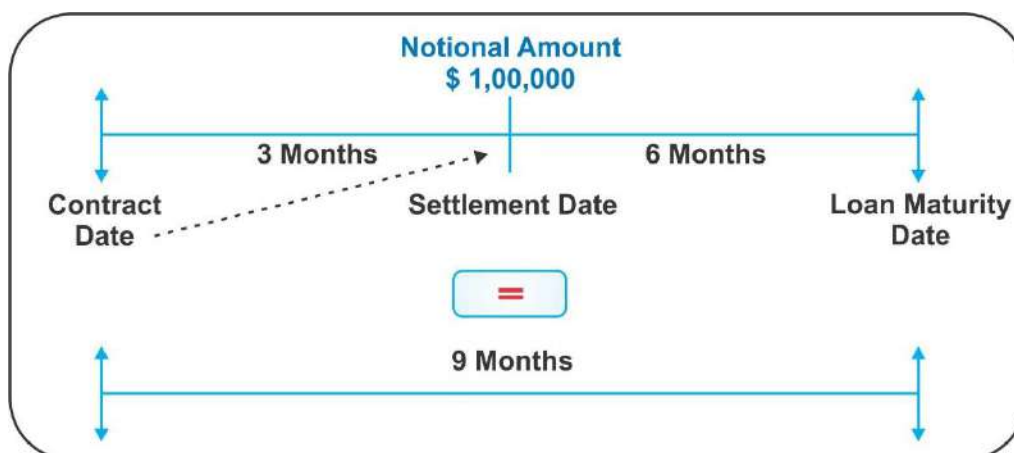 Notional Amount
$ 1,00,000
3 Months
6 Months
Contract
Date
Settlement Date
Loan Maturity
Date
=
9 Months